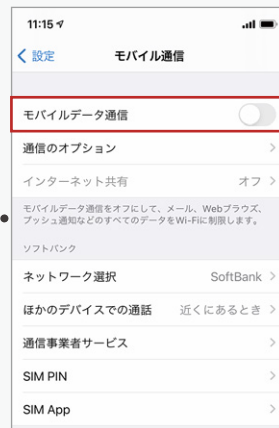 11:15
設定
モバイル通信
モバイルデータ通信
通信のオプション
インターネット共有 オフ
モバイルデータ通信をオフにして、メール、Webブラウズ、
プッシュ通知などのすべてのデータをWi-Fiに制限します。
ソフトバンク
ネットワーク選択 SoftBank
ほかのデバイスでの通話 近くにあるとき
通信事業者サービス
SIM PIN
SIM App